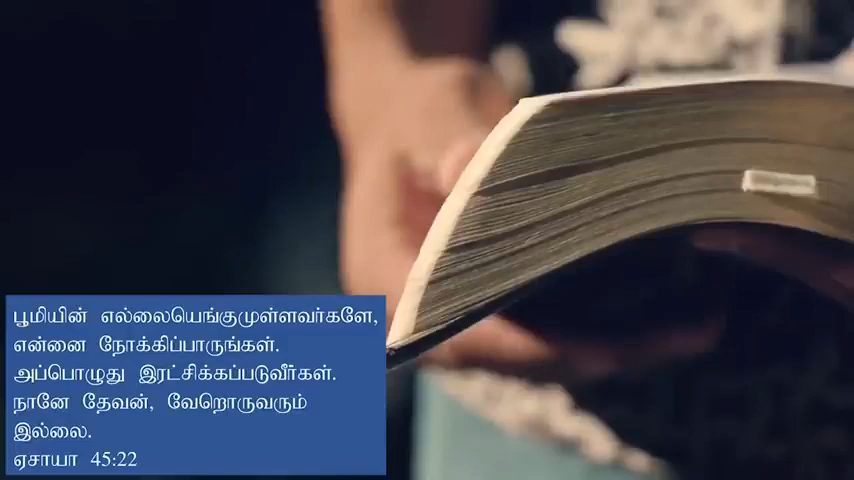 பூமியின் எல்லையெங்குமுள்ளவர்களே,
என்னை நோக்கிப்பாருங்கள்.
அப்பொழுது இரட்சிக்கப்படுவீர்கள்.
நானே தேவன், வேறொருவரும்
இல்லை.
ஏசாயா 45:22